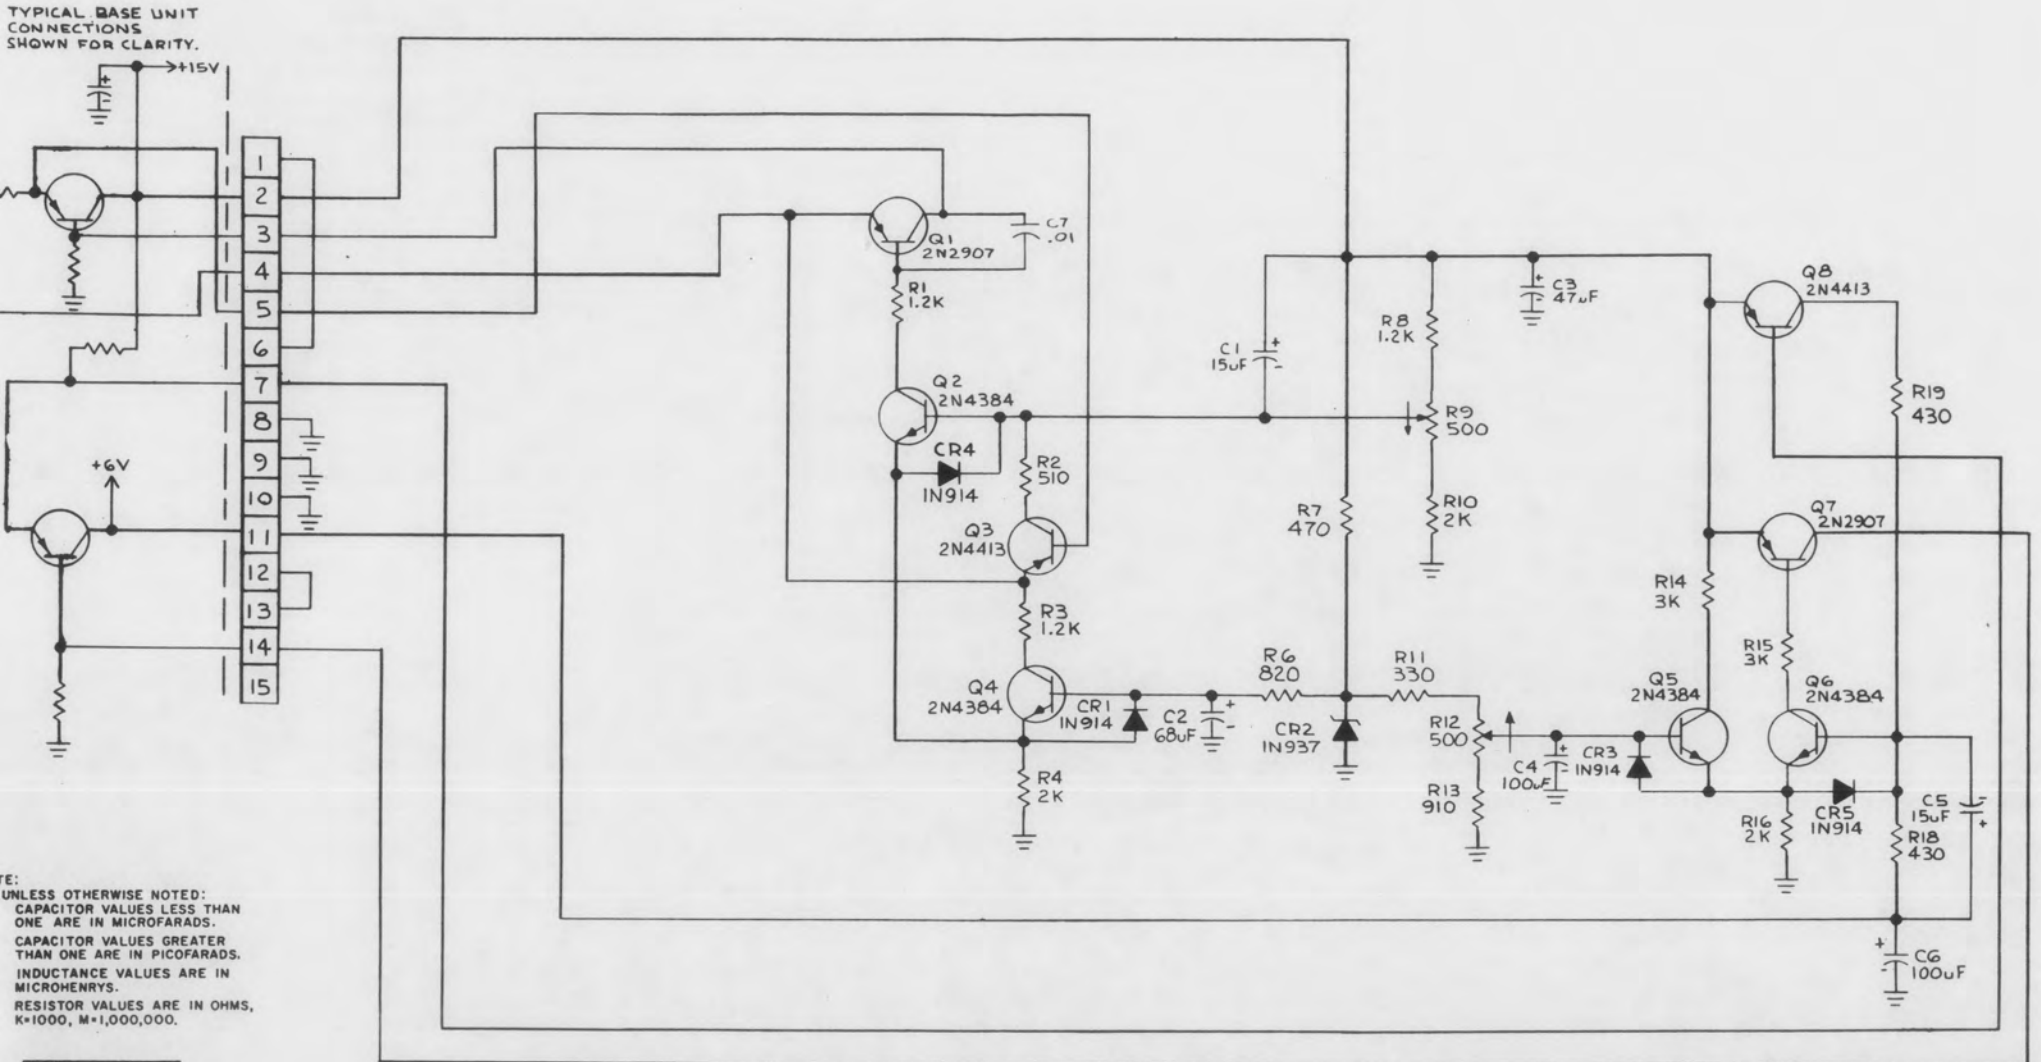 TYPICAL BASE UNIT
CONNECTIONS
SHOWN FOR CLARITY.
+15V
+
-
1
2
3
4
5
6
7
8
9
10
11
12
13
14
15
+6V
Q1
2N2907
C7
.01
R1
1.2K
Q2
2N4384
CR4
IN914
R2
510
Q3
2N4413
R3
1.2K
Q4
2N4384
CR1
IN914
R4
2K
C2
68uF
+
-
R6
820
C1
15uF
+
-
R7
470
CR2
IN937
R8
1.2K
R9
500
R10
2K
C3
47uF
+
-
R11
330
R12
500
R13
910
C4
100uF
+
-
CR3
IN914
Q5
2N4384
R14
3K
R15
3K
Q6
2N4384
Q7
2N2907
Q8
2N4413
R19
430
R16
2K
CR5
IN914
R18
430
C5
15uF
-
+
C6
100uF
+
-
TE:
UNLESS OTHERWISE NOTED:
CAPACITOR VALUES LESS THAN
ONE ARE IN MICROFARADS.
CAPACITOR VALUES GREATER
THAN ONE ARE IN PICOFARADS.
INDUCTANCE VALUES ARE IN
MICROHENRYS.
RESISTOR VALUES ARE IN OHMS,
K=1000, M=1,000,000.